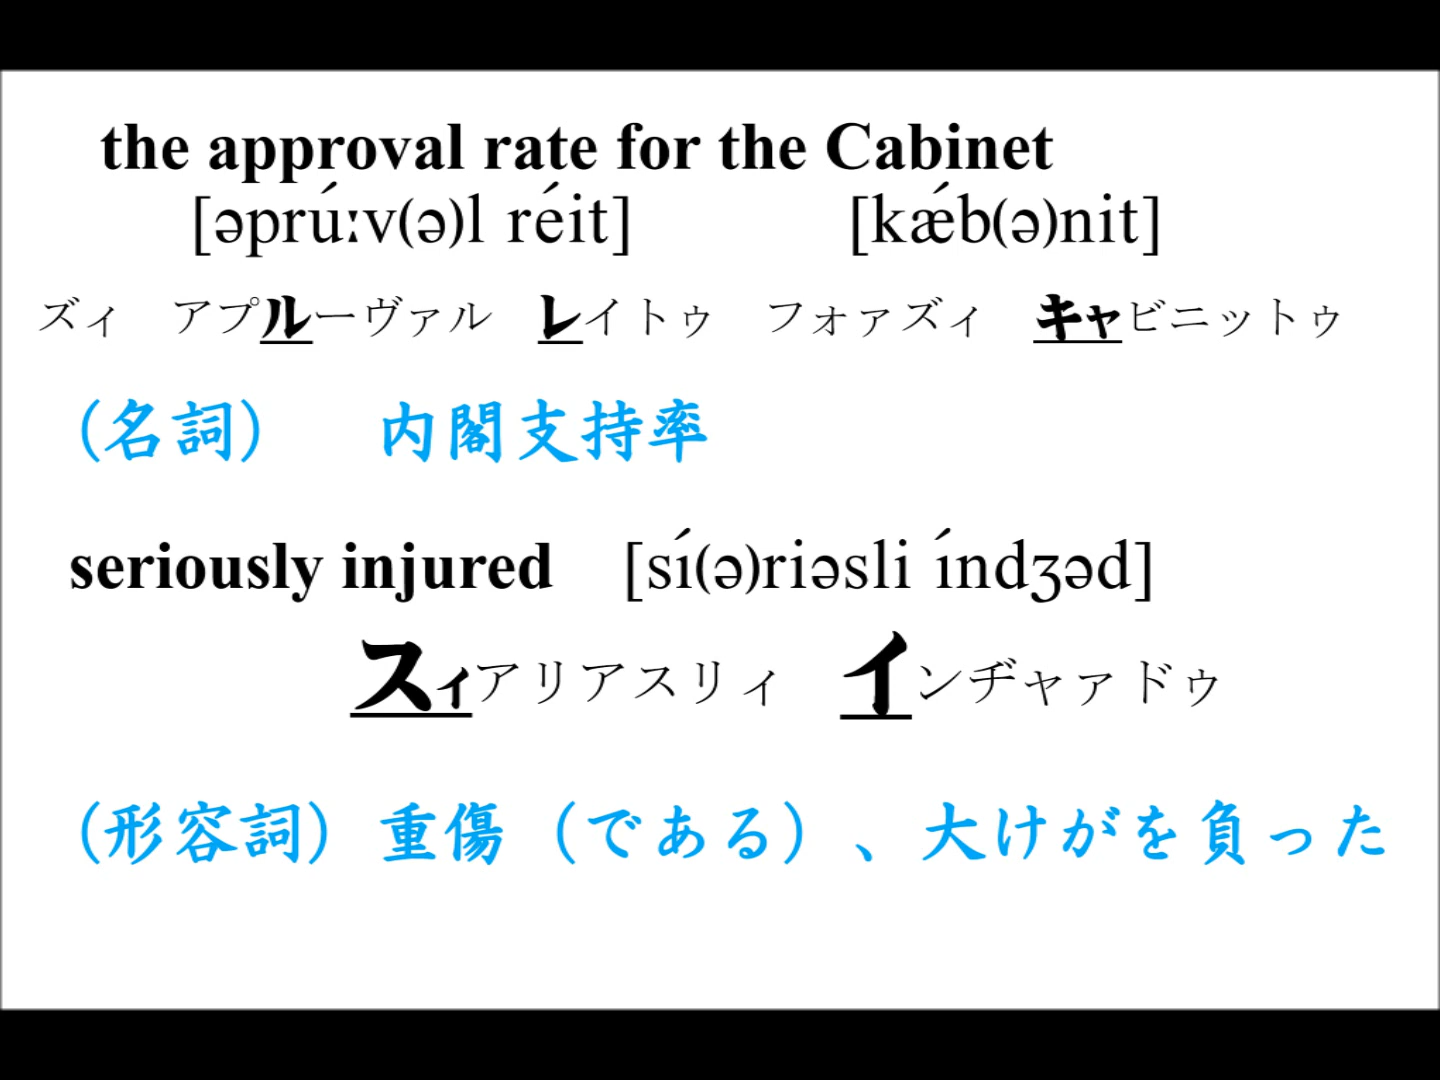 the approval rate for the Cabinet
[əprúːv(ə)l réit] [kǽb(ə)nit]
ズィ アプルーヴァル レイトゥ フォァズィ キャビニットゥ
（名詞） 内閣支持率
seriously injured [sí(ə)riəsli índʒəd]
スィアリアスリィ インヂャァドゥ
（形容詞）重傷（である）、大けがを負った